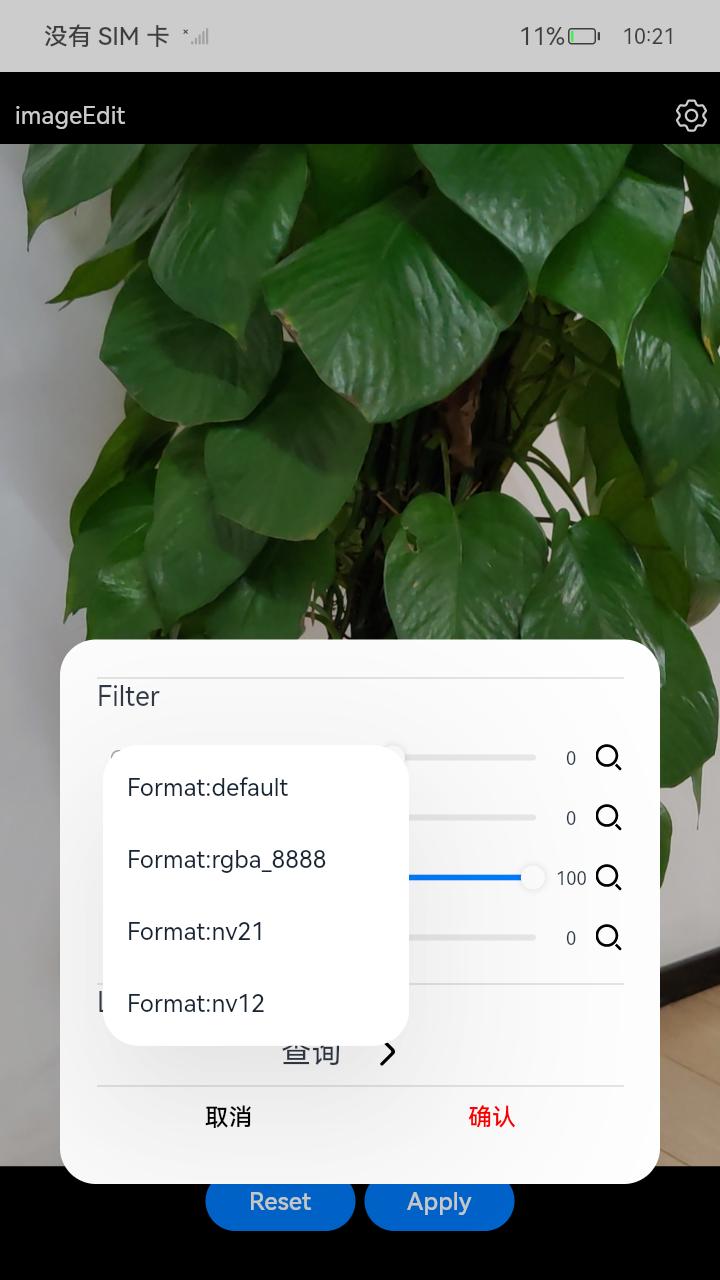 没有 SIM 卡
11%
10:21
imageEdit
Filter
0
Format:default
0
Format:rgba_8888
100
Format:nv21
0
Format:nv12
查询
取消
确认
Reset
Apply